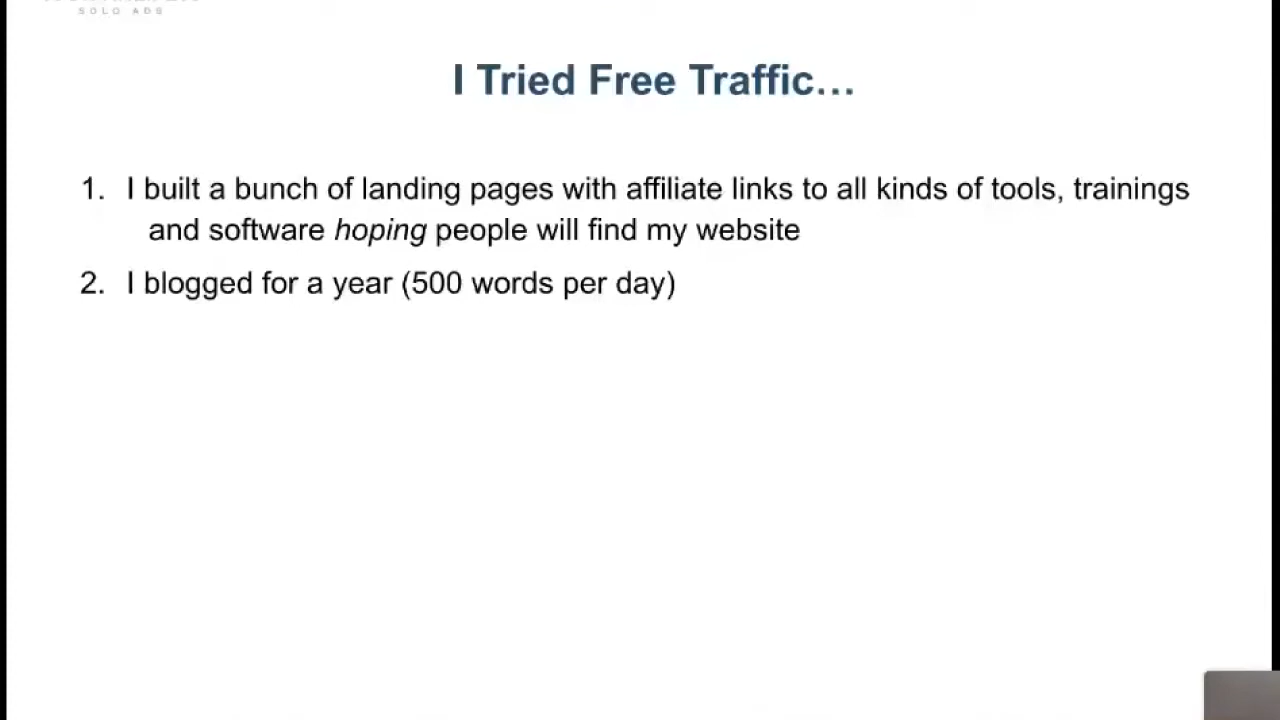 SOLO ADS
I Tried Free Traffic...
1. I built a bunch of landing pages with affiliate links to all kinds of tools, trainings
and software hoping people will find my website
2. I blogged for a year (500 words per day)